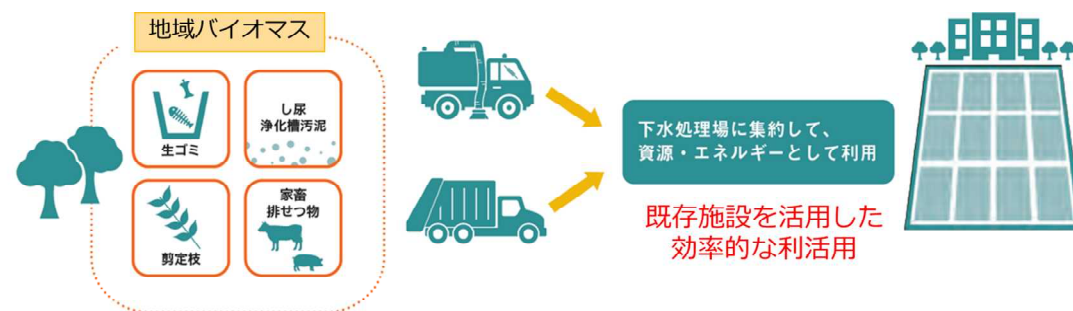 地域バイオマス
生ゴミ
し尿
浄化槽汚泥
剪定枝
家畜
排せつ物
下水処理場に集約して、
資源・エネルギーとして利用
既存施設を活用した
効率的な利活用